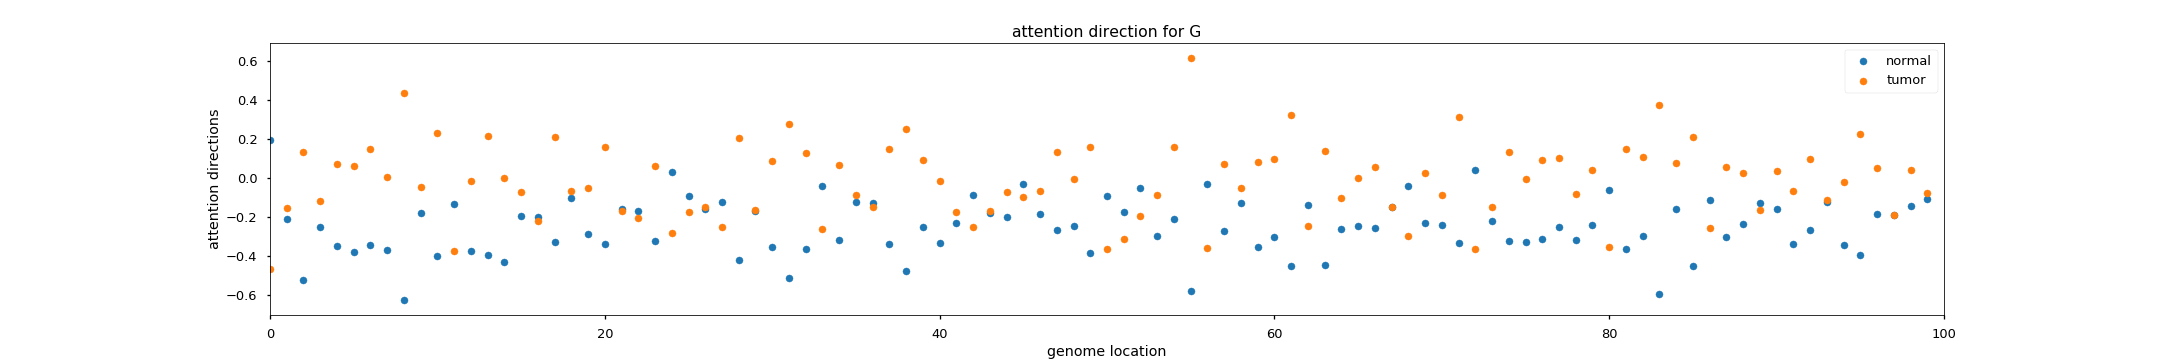 attention direction for G
normal
tumor
attention directions
0.6
0.4
0.2
0.0
−0.2
−0.4
−0.6
0 20 40 60 80 100
genome location